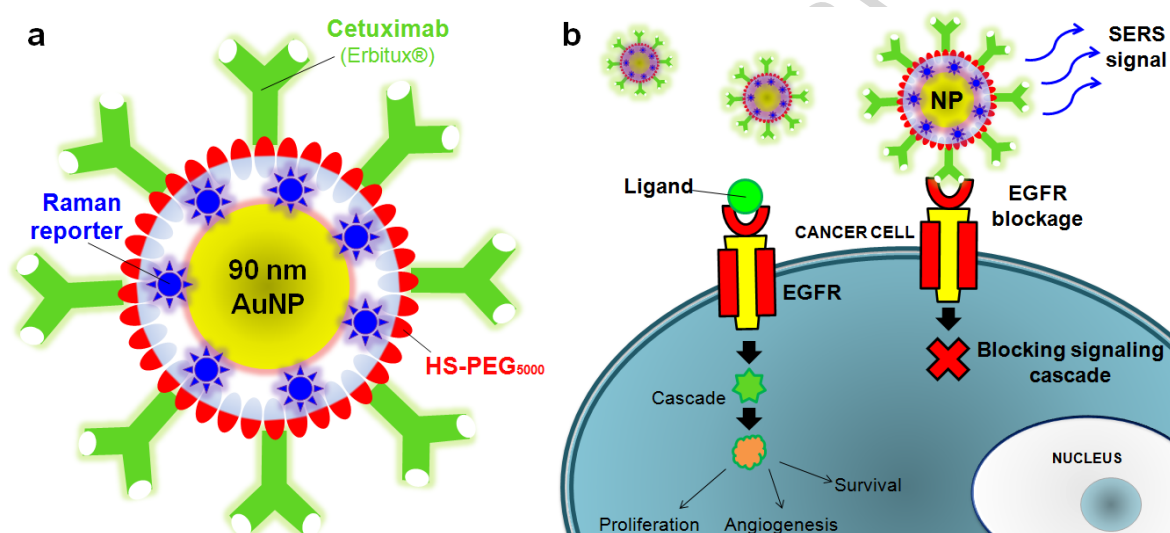 a
Cetuximab
(Erbitux®)
Raman
reporter
90 nm
AuNP
HS-PEG5000
b
SERS
signal
NP
Ligand
EGFR
blockage
CANCER CELL
EGFR
Blocking signaling
cascade
Cascade
Survival
Proliferation
Angiogenesis
NUCLEUS